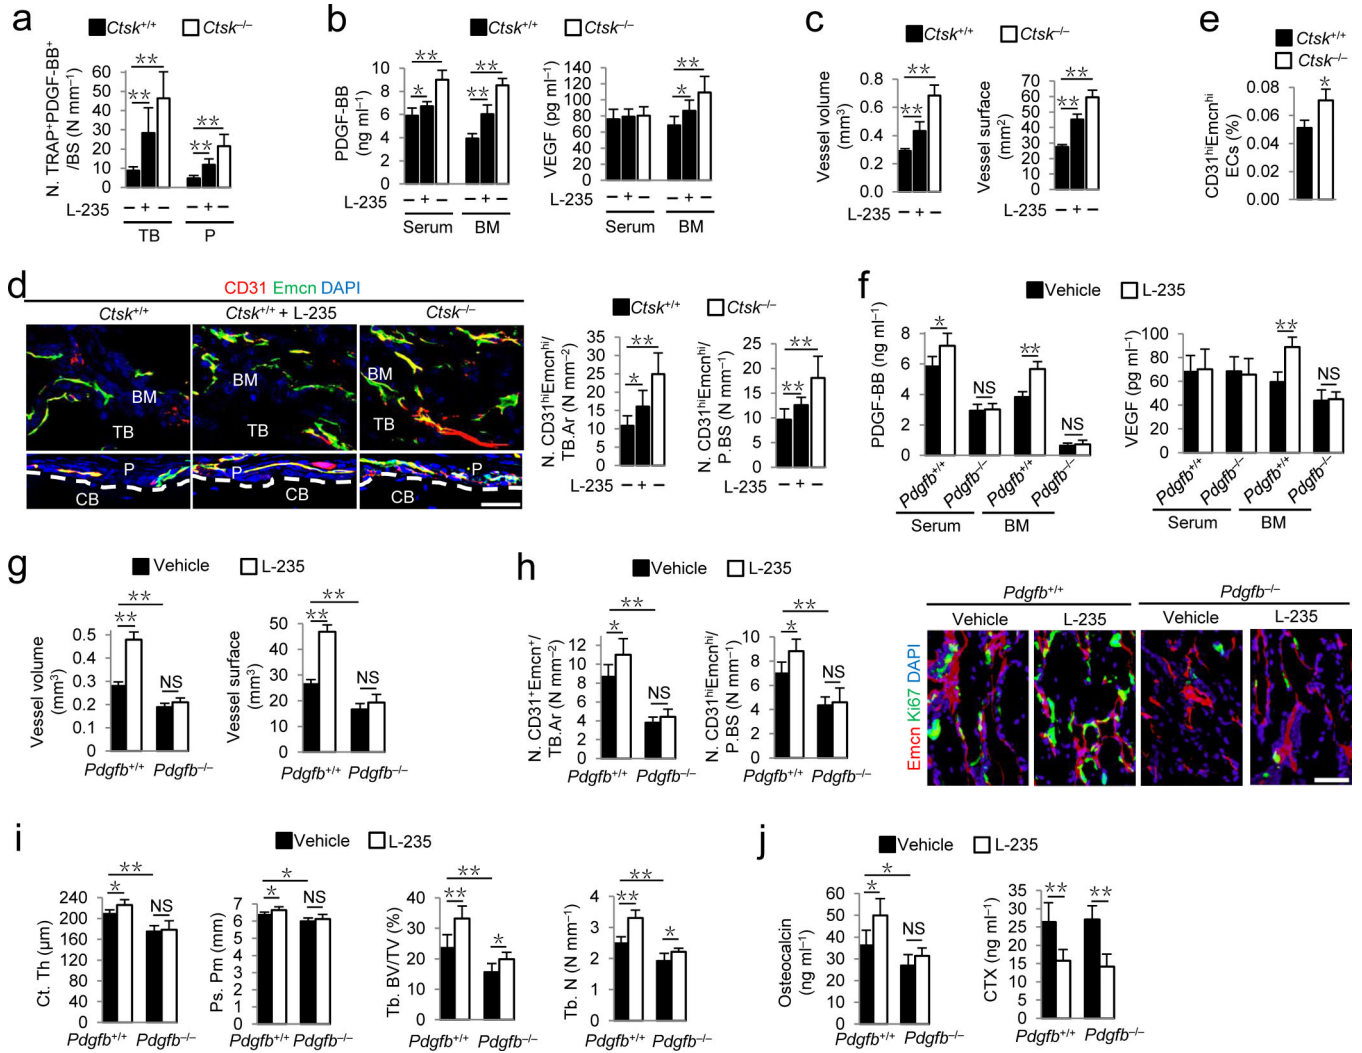 a
Ctsk+/+ Ctsk–/–
N. TRAP+PDGF-BB+
/BS (N mm–1)
60
50
40
30
20
10
0
** ** ** **
L-235 – + – – + –
TB P
b
Ctsk+/+ Ctsk–/–
PDGF-BB
(ng ml–1)
10
8
6
4
2
0
** * ** **
L-235 – + – – + –
Serum BM
VEGF (pg ml–1)
160
140
120
100
80
60
40
20
0
** *
– + – – + –
Serum BM
c
Ctsk+/+ Ctsk–/–
Vessel volume
(mm3)
0.8
0.6
0.4
0.2
0.0
** **
L-235 – + –
Vessel surface
(mm2)
70
60
50
40
30
20
10
0
** **
– + –
e
Ctsk+/+
Ctsk–/–
CD31hiEmcnhi
ECs (%)
0.12
0.08
0.04
0.00
*
d
CD31 Emcn DAPI
Ctsk+/+ Ctsk+/+ + L-235 Ctsk–/–
BM BM BM
TB TB TB
P P P
CB CB CB
Ctsk+/+ Ctsk–/–
N. CD31hiEmcnhi/
TB.Ar (N mm–2)
35
30
25
20
15
10
5
0
** *
L-235 – + –
N. CD31hiEmcnhi/
P.BS (N mm–1)
25
20
15
10
5
0
** **
L-235 – + –
f
Vehicle L-235
PDGF-BB (ng ml–1)
8
6
4
2
0
* NS ** NS
Pdgfb+/+ Pdgfb–/– Pdgfb+/+ Pdgfb–/–
Serum BM
VEGF (pg ml–1)
100
80
60
40
20
0
** NS
Pdgfb+/+ Pdgfb–/– Pdgfb+/+ Pdgfb–/–
Serum BM
g
Vehicle L-235
Vessel volume
(mm3)
0.5
0.4
0.3
0.2
0.1
0
** ** NS
Pdgfb+/+ Pdgfb–/–
Vessel surface
(mm3)
50
40
30
20
10
0
** ** NS
Pdgfb+/+ Pdgfb–/–
h
Vehicle L-235
N. CD31+Emcn+/
TB.Ar (N mm–2)
12
10
8
6
4
2
0
** * NS
Pdgfb+/+ Pdgfb–/–
N. CD31hiEmcnhi/
P.BS (N mm–1)
10
8
6
4
2
0
** * NS
Pdgfb+/+ Pdgfb–/–
Pdgfb+/+ Pdgfb–/–
Vehicle L-235 Vehicle L-235
Emcn Ki67 DAPI
i
Vehicle L-235
Ct. Th (µm)
240
200
160
120
80
40
0
** * NS
Pdgfb+/+ Pdgfb–/–
Ps. Pm (mm)
7
6
5
4
3
2
1
0
* * NS
Pdgfb+/+ Pdgfb–/–
Tb. BV/TV (%)
40
30
20
10
0
** ** *
Pdgfb+/+ Pdgfb–/–
Tb. N (N mm–1)
4
3
2
1
0
** ** *
Pdgfb+/+ Pdgfb–/–
j
Vehicle L-235
Osteocalcin
(ng ml–1)
60
50
40
30
20
10
0
* * NS
Pdgfb+/+ Pdgfb–/–
CTX (ng ml–1)
35
30
25
20
15
10
5
0
** **
Pdgfb+/+ Pdgfb–/–